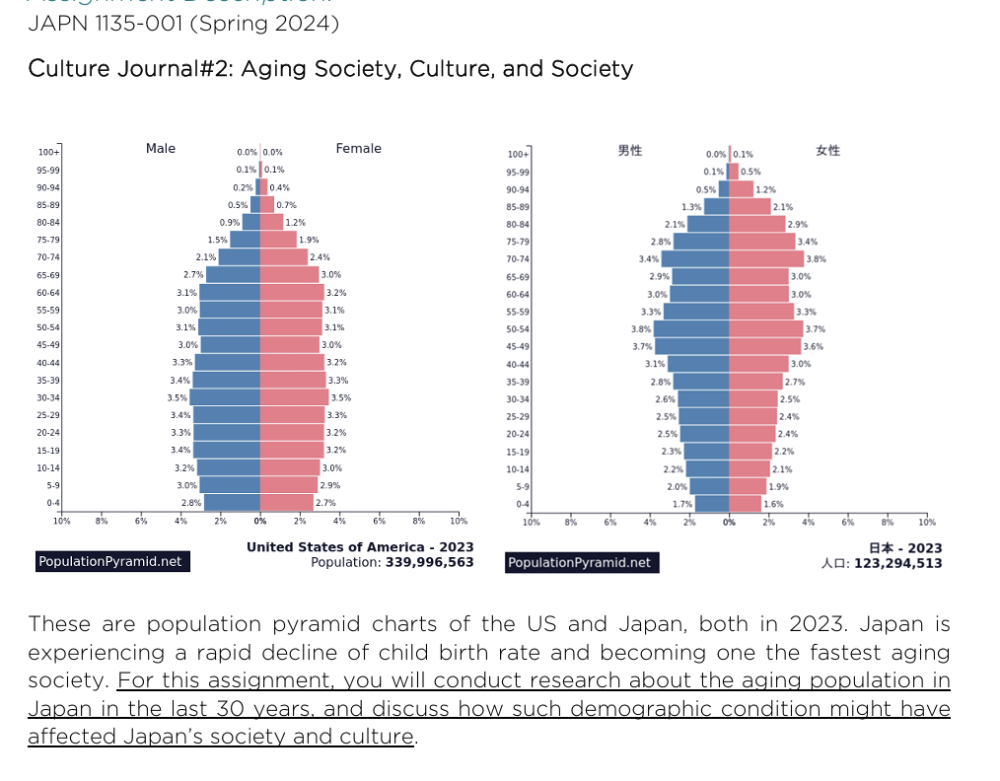 Assignment Description:
JAPN 1135-001 (Spring 2024)
Culture Journal#2: Aging Society, Culture, and Society
Male Female
100+ 0.0% 0.0%
95-99 0.1% 0.1%
90-94 0.2% 0.4%
85-89 0.5% 0.7%
80-84 0.9% 1.2%
75-79 1.5% 1.9%
70-74 2.1% 2.4%
65-69 2.7% 3.0%
60-64 3.1% 3.2%
55-59 3.0% 3.1%
50-54 3.1% 3.1%
45-49 3.0% 3.0%
40-44 3.3% 3.2%
35-39 3.4% 3.3%
30-34 3.5% 3.5%
25-29 3.4% 3.3%
20-24 3.3% 3.2%
15-19 3.4% 3.2%
10-14 3.2% 3.0%
5-9 3.0% 2.9%
0-4 2.8% 2.7%
10% 8% 6% 4% 2% 0% 2% 4% 6% 8% 10%
United States of America - 2023
PopulationPyramid.net Population: 339,996,563
男性 女性
100+ 0.0% 0.1%
95-99 0.1% 0.5%
90-94 0.5% 1.2%
85-89 1.3% 2.1%
80-84 2.1% 2.9%
75-79 2.8% 3.4%
70-74 3.4% 3.8%
65-69 2.9% 3.0%
60-64 3.0% 3.0%
55-59 3.3% 3.3%
50-54 3.8% 3.7%
45-49 3.7% 3.6%
40-44 3.1% 3.0%
35-39 2.8% 2.7%
30-34 2.6% 2.5%
25-29 2.5% 2.4%
20-24 2.5% 2.4%
15-19 2.3% 2.2%
10-14 2.2% 2.1%
5-9 2.0% 1.9%
0-4 1.7% 1.6%
10% 8% 6% 4% 2% 0% 2% 4% 6% 8% 10%
日本 - 2023
PopulationPyramid.net 人口: 123,294,513
These are population pyramid charts of the US and Japan, both in 2023. Japan is
experiencing a rapid decline of child birth rate and becoming one the fastest aging
society. For this assignment, you will conduct research about the aging population in
Japan in the last 30 years, and discuss how such demographic condition might have
affected Japan's society and culture.